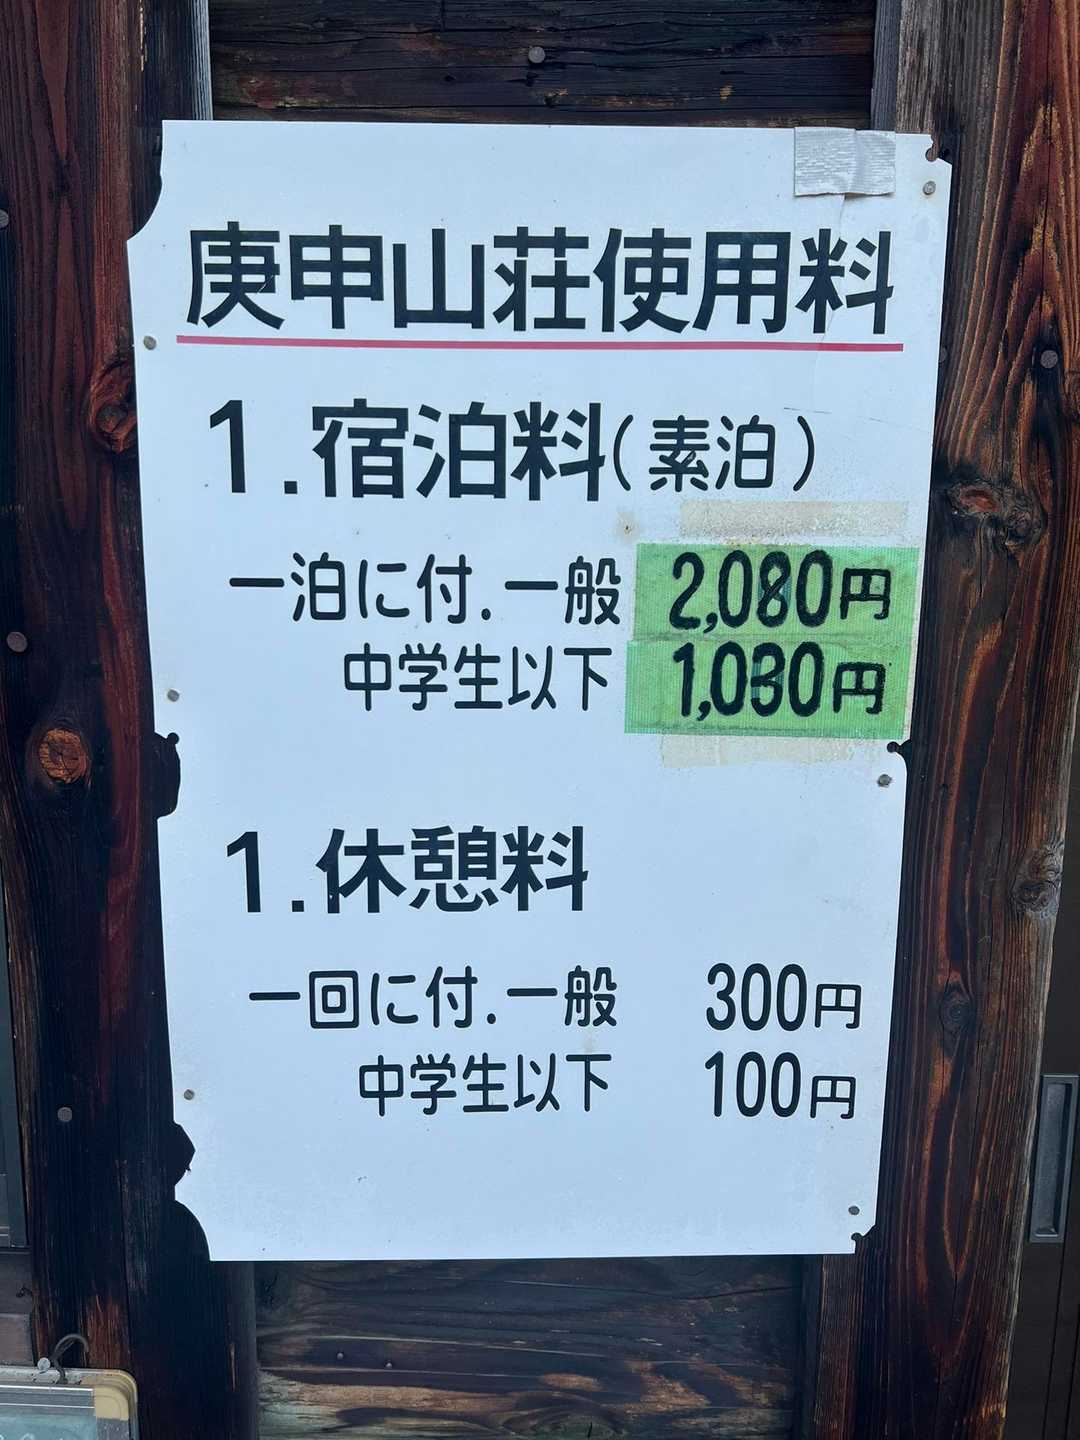 庚申山荘使用料
1.宿泊料(素泊)
一泊に付.一般 2,080円
中学生以下 1,030円
1.休憩料
一回に付.一般 300円
中学生以下 100円